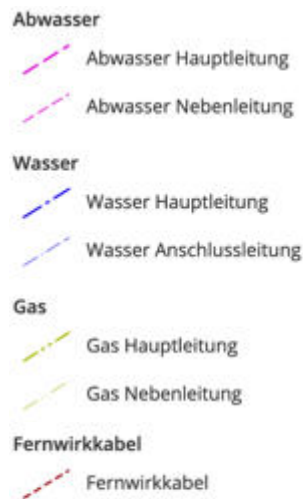 Abwasser
Abwasser Hauptleitung
Abwasser Nebenleitung
Wasser
Wasser Hauptleitung
Wasser Anschlussleitung
Gas
Gas Hauptleitung
Gas Nebenleitung
Fernwirkkabel
Fernwirkkabel